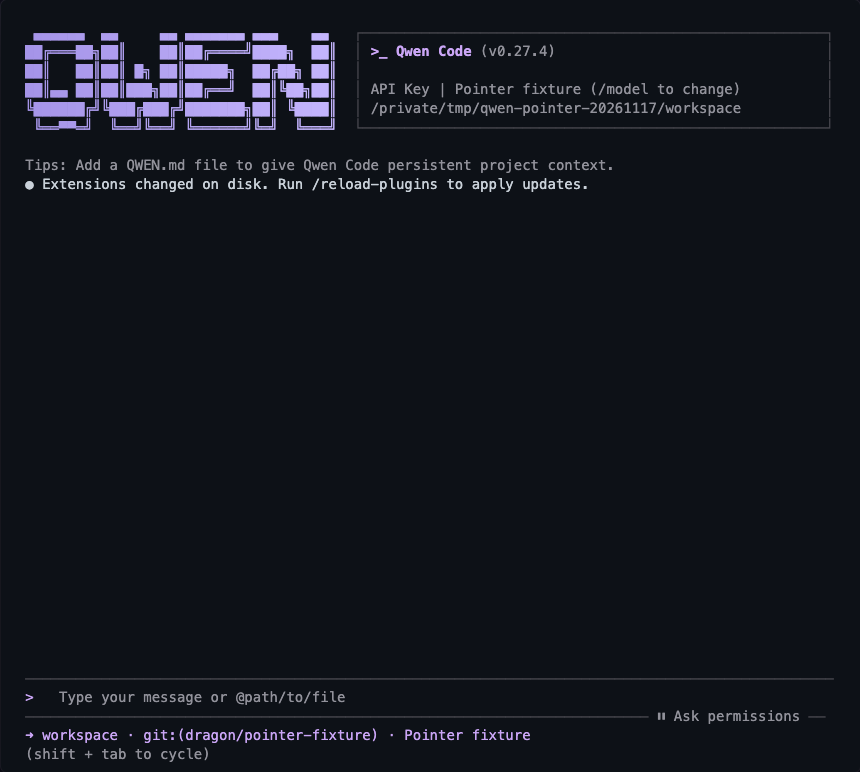 QWEN
>_ Qwen Code (v0.27.4)
API Key | Pointer fixture (/model to change)
/private/tmp/qwen-pointer-20261117/workspace
Tips: Add a QWEN.md file to give Qwen Code persistent project context.
● Extensions changed on disk. Run /reload-plugins to apply updates.
> Type your message or @path/to/file
⏸ Ask permissions
➜ workspace · git:(dragon/pointer-fixture) · Pointer fixture
(shift + tab to cycle)